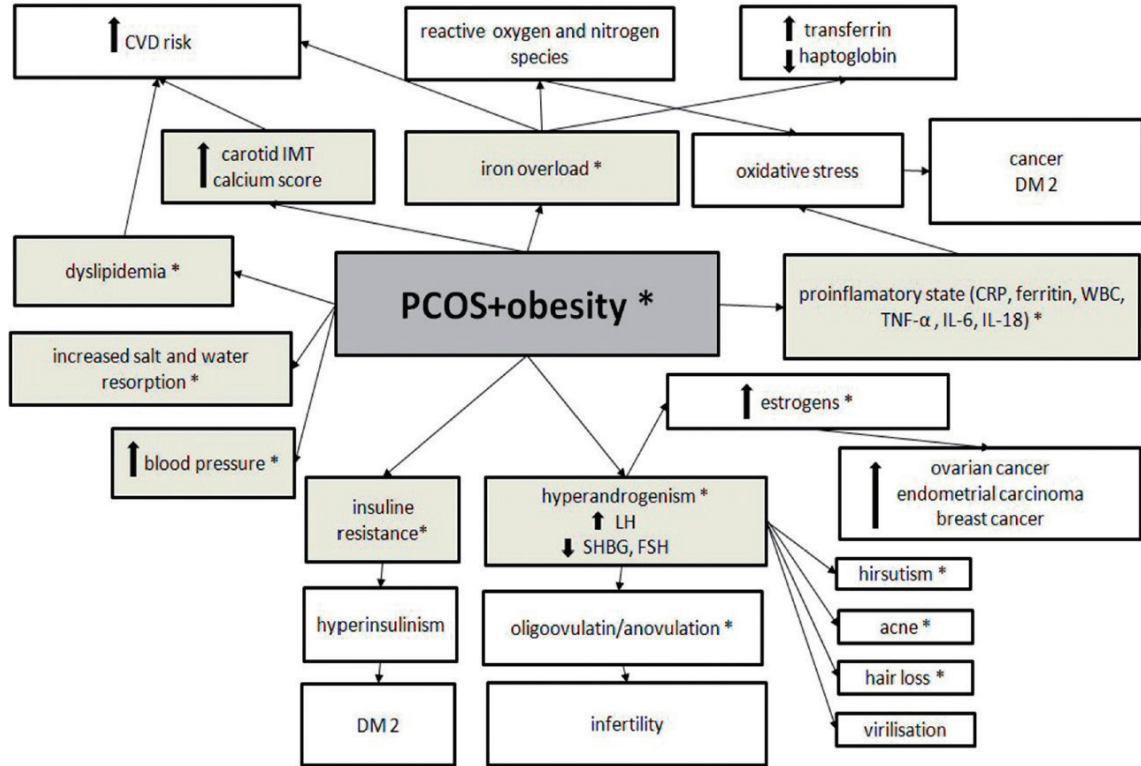 ↑ CVD risk
reactive oxygen and nitrogen
species
↑ transferrin
↓ haptoglobin
↑ carotid IMT
calcium score
iron overload *
oxidative stress
cancer
DM 2
dyslipidemia *
PCOS+obesity *
proinflamatory state (CRP, ferritin, WBC,
TNF-α, IL-6, IL-18) *
increased salt and water
resorption *
↑ estrogens *
↑ blood pressure *
ovarian cancer
endometrial carcinoma
breast cancer
insuline
resistance*
hyperandrogenism *
↑ LH
↓ SHBG, FSH
hirsutism *
hyperinsulinism
oligoovulatin/anovulation *
acne *
hair loss *
DM 2
infertility
virilisation